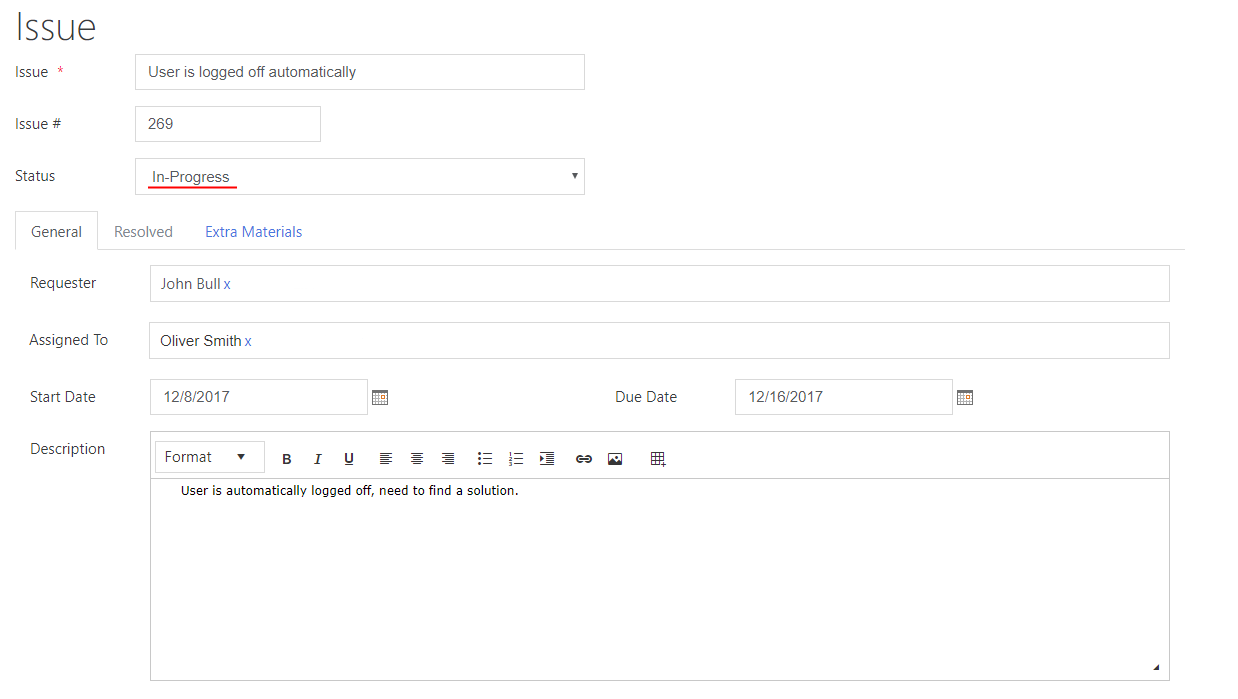 Issue
Issue *
User is logged off automatically
Issue #
269
Status
In-Progress
General Resolved Extra Materials
Requester
John Bull x
Assigned To
Oliver Smith x
Start Date
12/8/2017
Due Date
12/16/2017
Description
Format B I U
User is automatically logged off, need to find a solution.